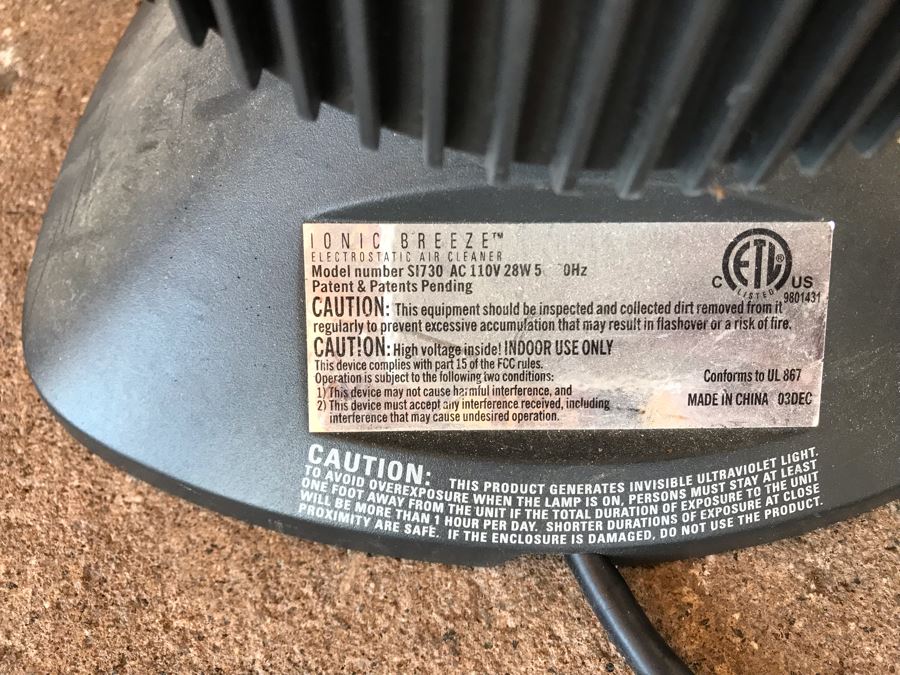 IONIC BREEZE™
ELECTROSTATIC AIR CLEANER
Model number SI730 AC 110V 28W 5 0Hz
Patent & Patents Pending
CAUTION: This equipment should be inspected and collected dirt removed from it
regularly to prevent excessive accumulation that may result in flashover or a risk of fire.
CAUTION: High voltage inside! INDOOR USE ONLY
This device complies with part 15 of the FCC rules.
Operation is subject to the following two conditions:
1) This device may not cause harmful interference, and
2) This device must accept any interference received, including
interference that may cause undesired operation.
C ETL US
LISTED
9801431
Conforms to UL 867
MADE IN CHINA 03DEC
CAUTION: THIS PRODUCT GENERATES INVISIBLE ULTRAVIOLET LIGHT.
TO AVOID OVEREXPOSURE WHEN THE LAMP IS ON, PERSONS MUST STAY AT LEAST
ONE FOOT AWAY FROM THE UNIT IF THE TOTAL DURATION OF EXPOSURE TO THE UNIT
WILL BE MORE THAN 1 HOUR PER DAY. SHORTER DURATIONS OF EXPOSURE AT CLOSE
PROXIMITY ARE SAFE. IF THE ENCLOSURE IS DAMAGED, DO NOT USE THE PRODUCT.